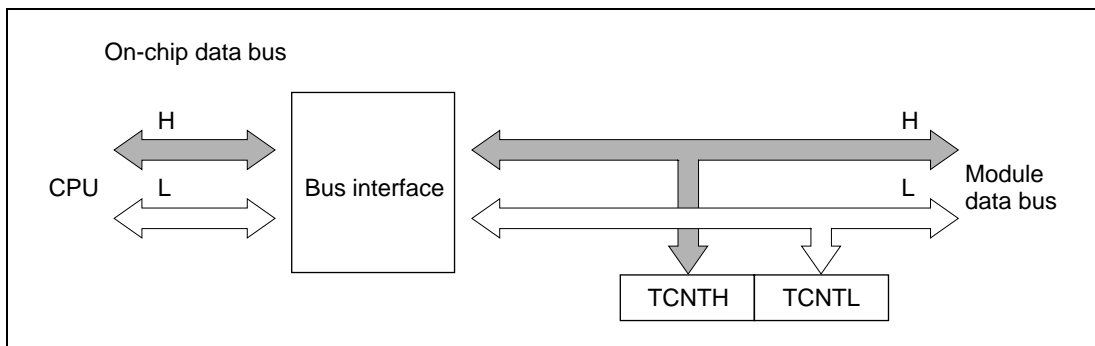 On-chip data bus
H
H
CPU
L
Bus interface
L
Module
data bus
TCNTH
TCNTL